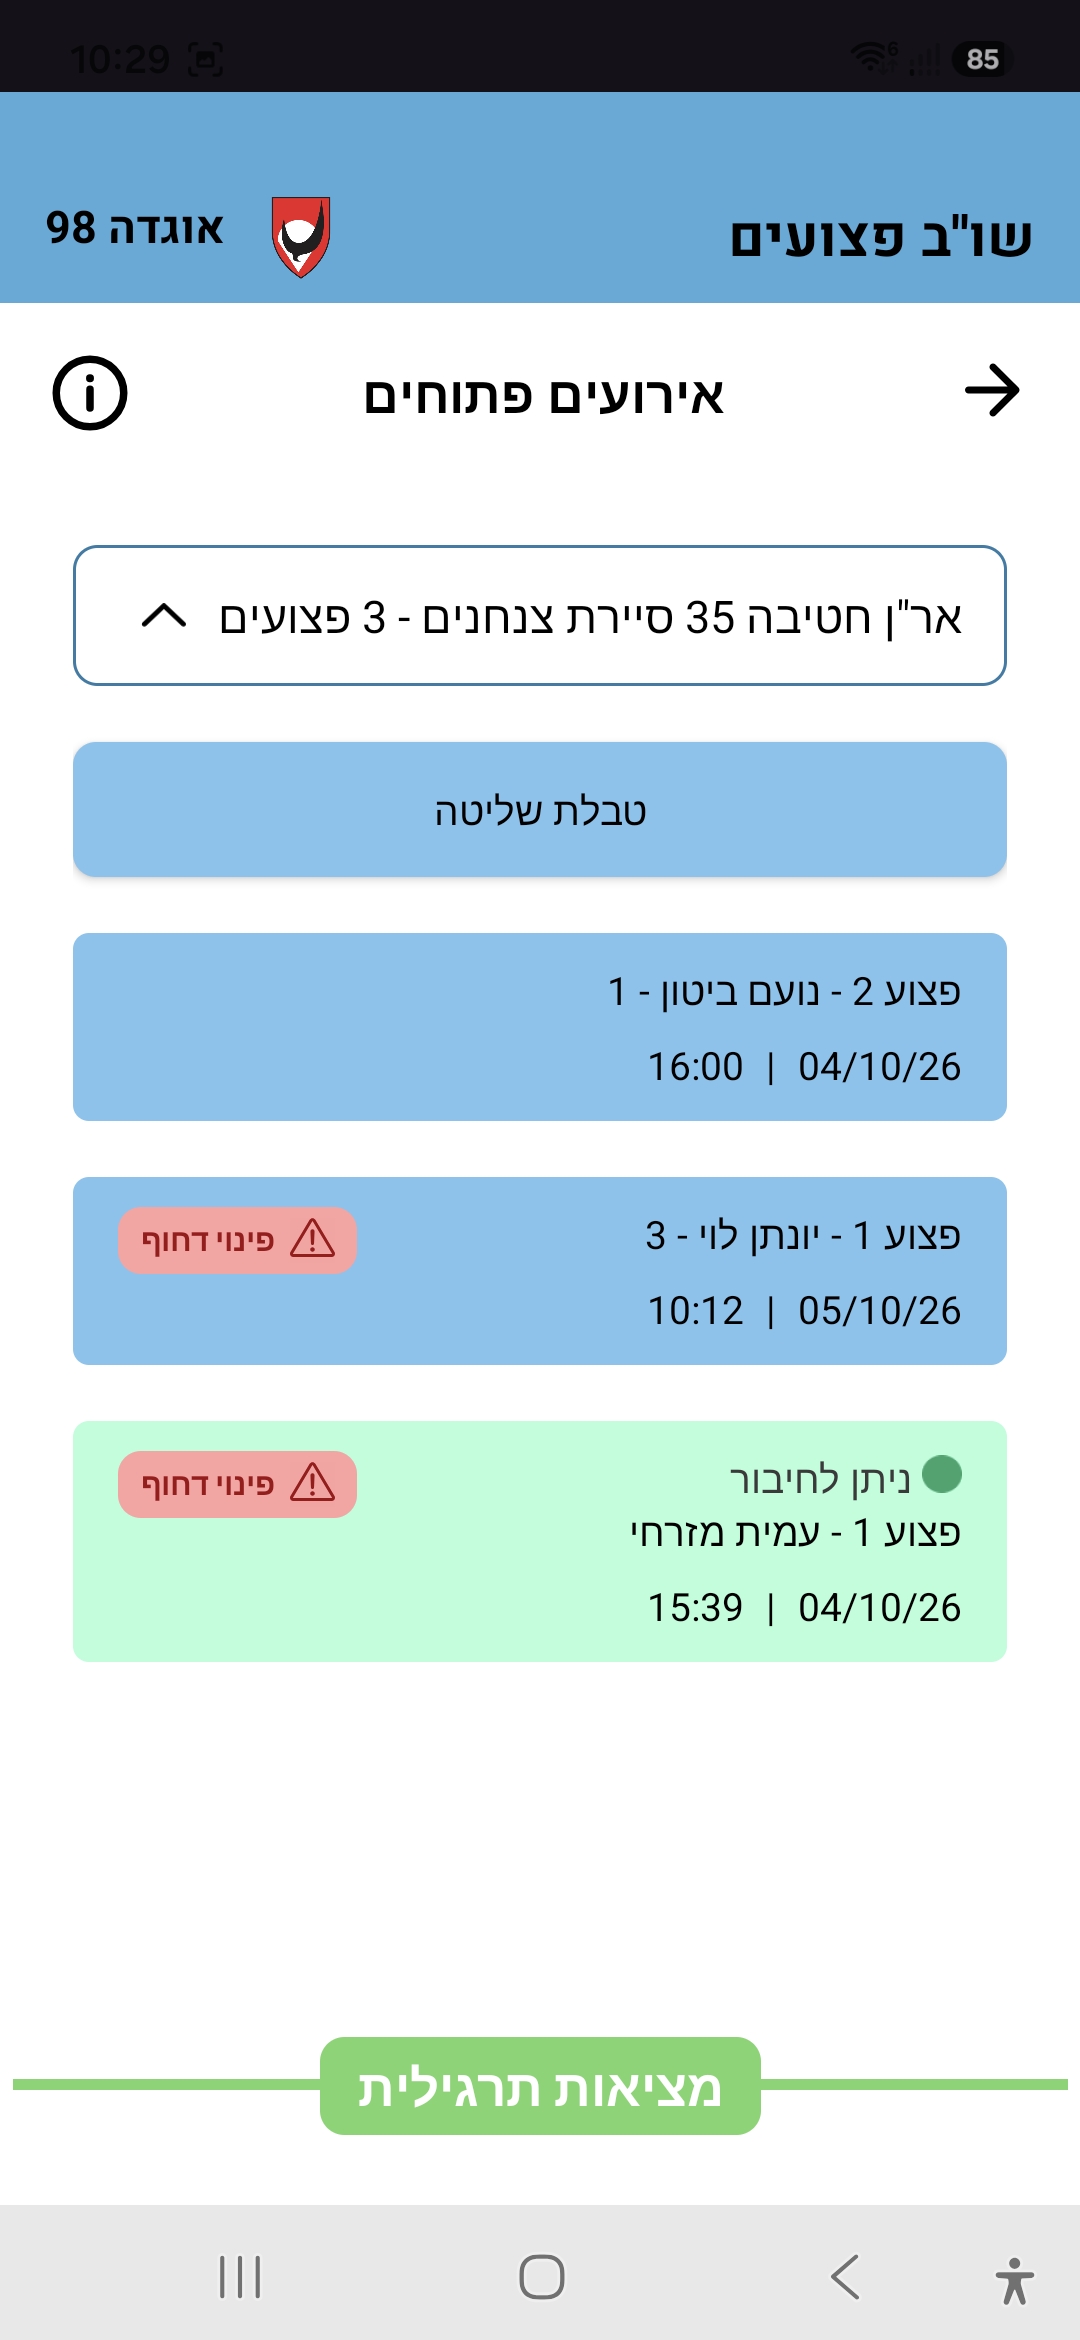 10:29
6
85
שו"ב פצועים
אוגדה 98
אירועים פתוחים
אר"ן חטיבה 35 סיירת צנחנים - 3 פצועים
טבלת שליטה
פצוע 2 - נועם ביטון - 1
04/10/26 | 16:00
פצוע 1 - יונתן לוי - 3
פינוי דחוף
05/10/26 | 10:12
ניתן לחיבור
פינוי דחוף
פצוע 1 - עמית מזרחי
04/10/26 | 15:39
מציאות תרגילית